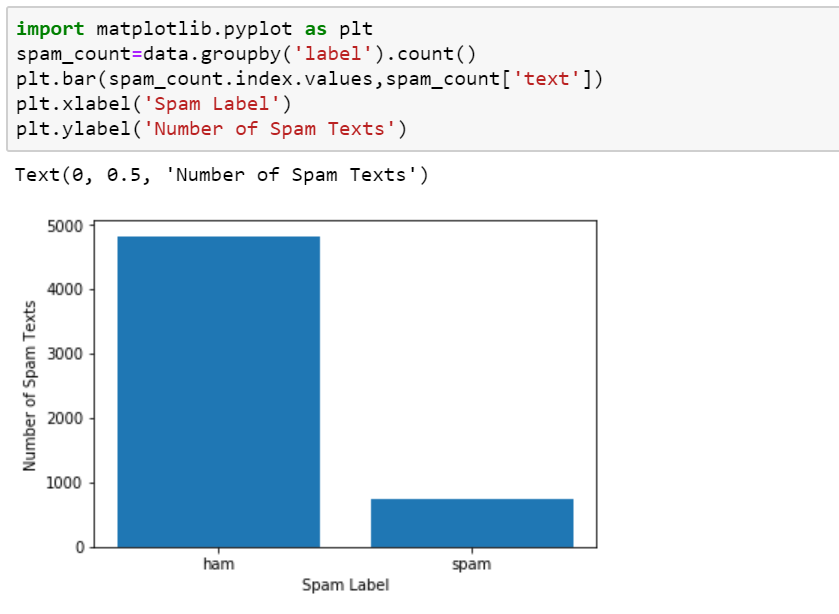 import matplotlib.pyplot as plt
spam_count=data.groupby('label').count()
plt.bar(spam_count.index.values,spam_count['text'])
plt.xlabel('Spam Label')
plt.ylabel('Number of Spam Texts')
Text(0, 0.5, 'Number of Spam Texts')
5000
4000
3000
2000
1000
0
Number of Spam Texts
ham spam
Spam Label